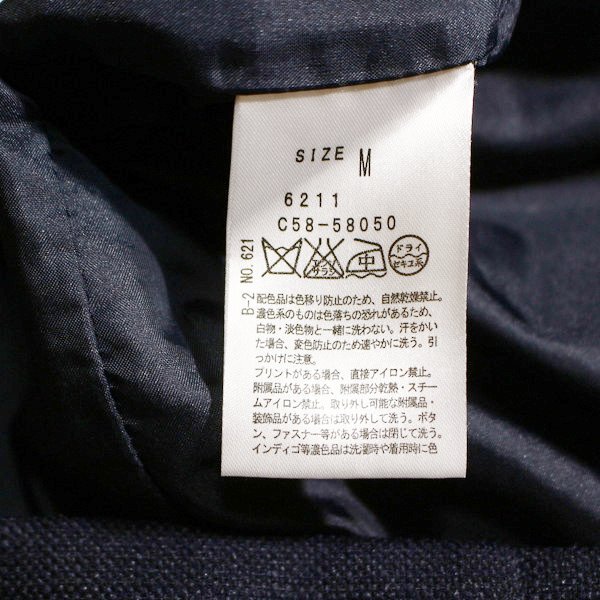 SIZE M
6211
C58-58050
エンソ サラシ 中 ドライ セキユ系
B-2 NO. 621
配色品は色移り防止のため、自然乾燥禁止。
濃色系のものは色落ちの恐れがあるため、
白物・淡色物と一緒に洗わない。汗をかい
た場合、変色防止のため速やかに洗う。引
っかけに注意。
プリントがある場合、直接アイロン禁止。
附属品がある場合、附属部分乾熱・スチー
ムアイロン禁止。取り外し可能な附属品・
装飾品がある場合は取り外して洗う。ボタ
ン、ファスナー等がある場合は閉じて洗う。
インディゴ等濃色品は洗濯時や着用時に色